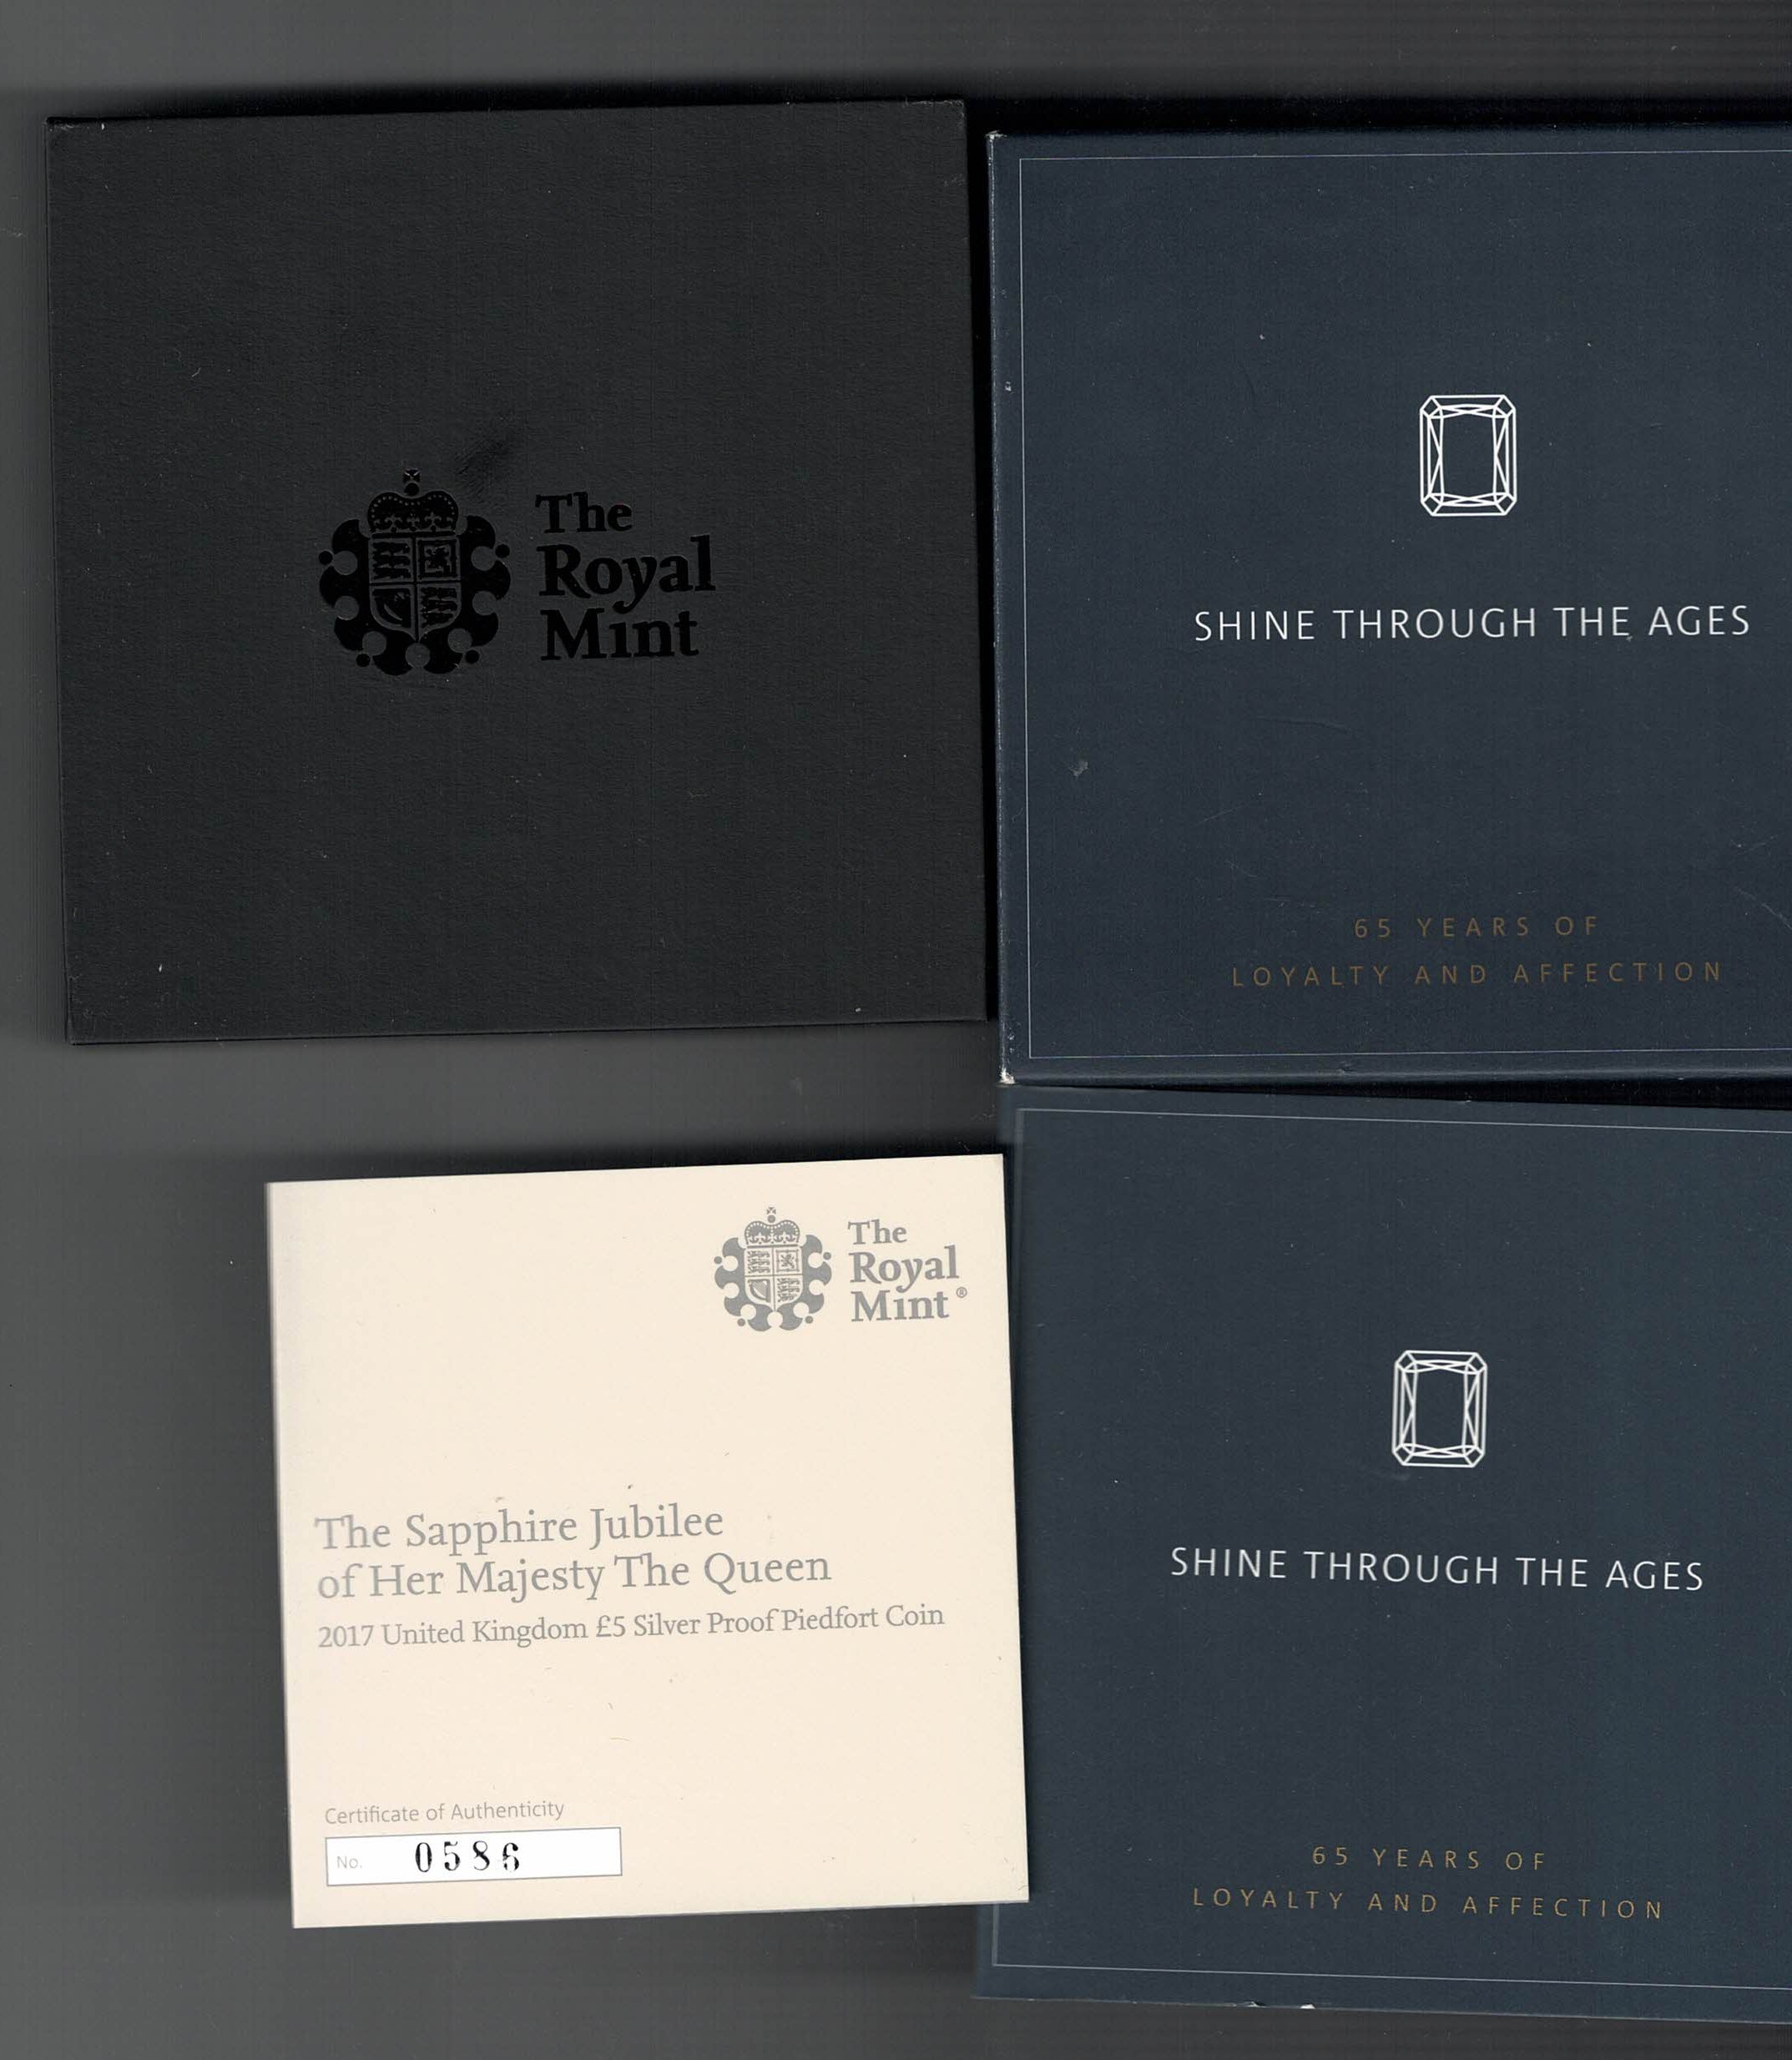 The
Royal
Mint
SHINE THROUGH THE AGES
65 YEARS OF
LOYALTY AND AFFECTION
The
Royal
Mint®
The Sapphire Jubilee
of Her Majesty The Queen
2017 United Kingdom £5 Silver Proof Piedfort Coin
Certificate of Authenticity
No. 0586
SHINE THROUGH THE AGES
65 YEARS OF
LOYALTY AND AFFECTION